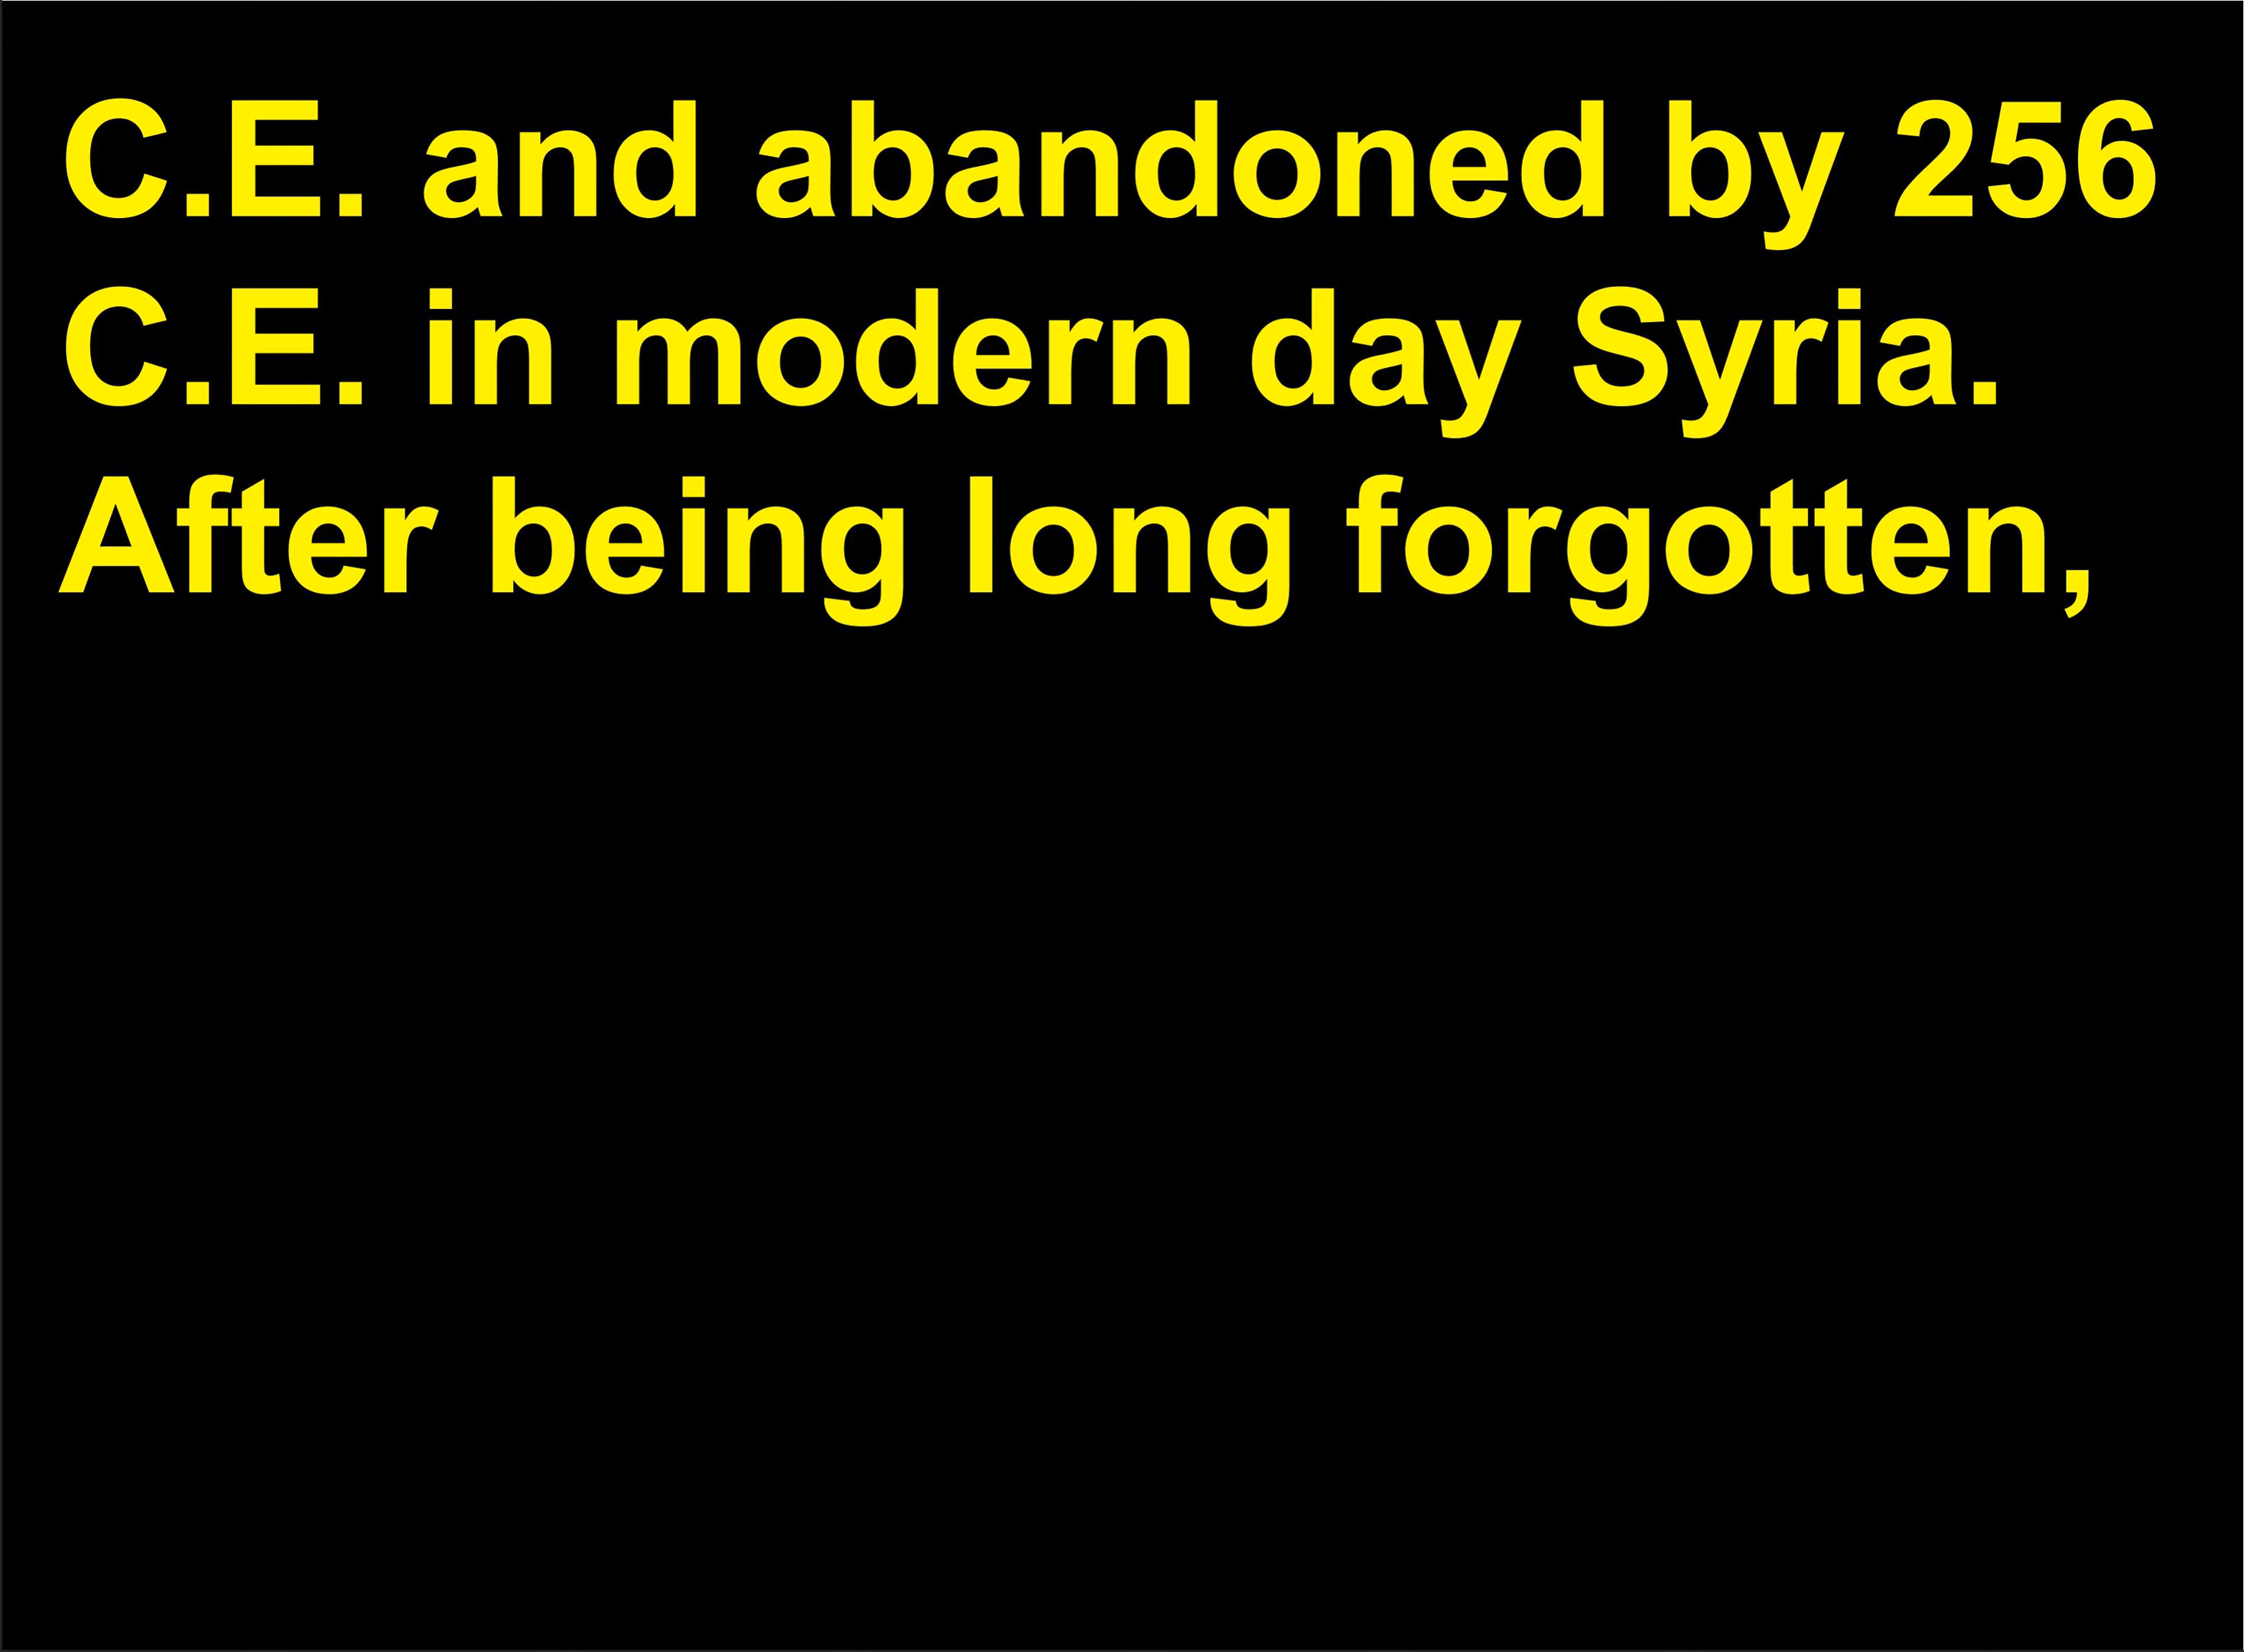 C.E. and abandoned by 256
C.E. in modern day Syria.
After being long forgotten,